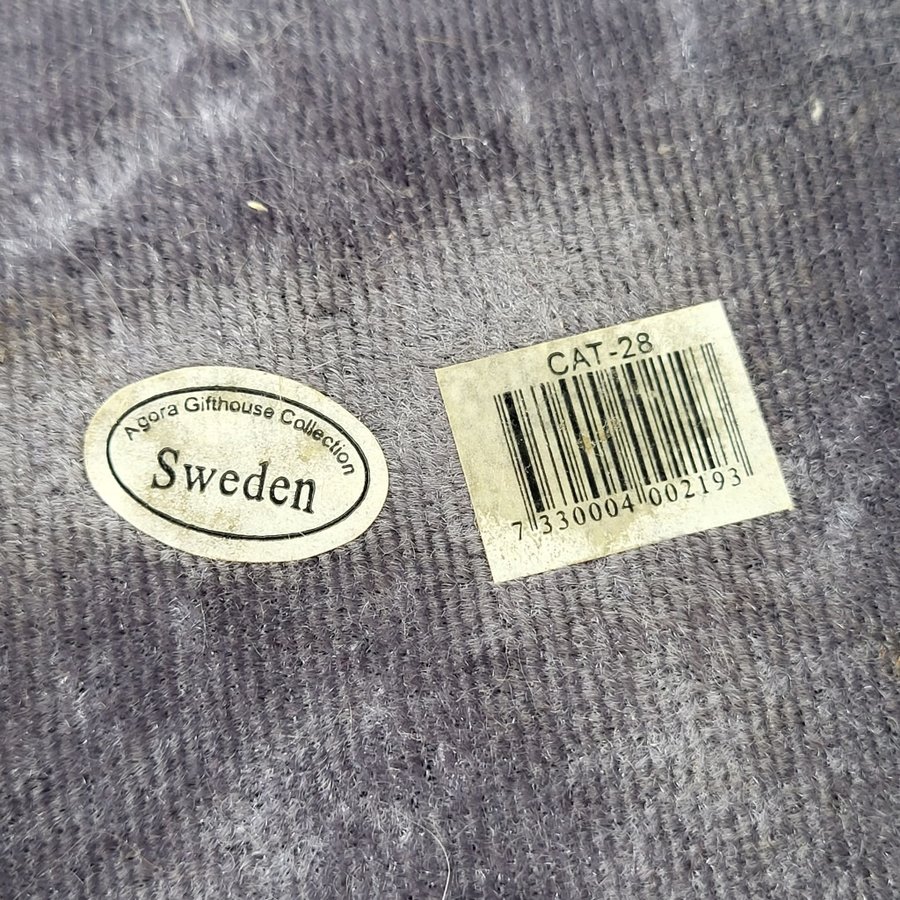 Agora Gifthouse Collection
Sweden
CAT-28
7 330004 002193